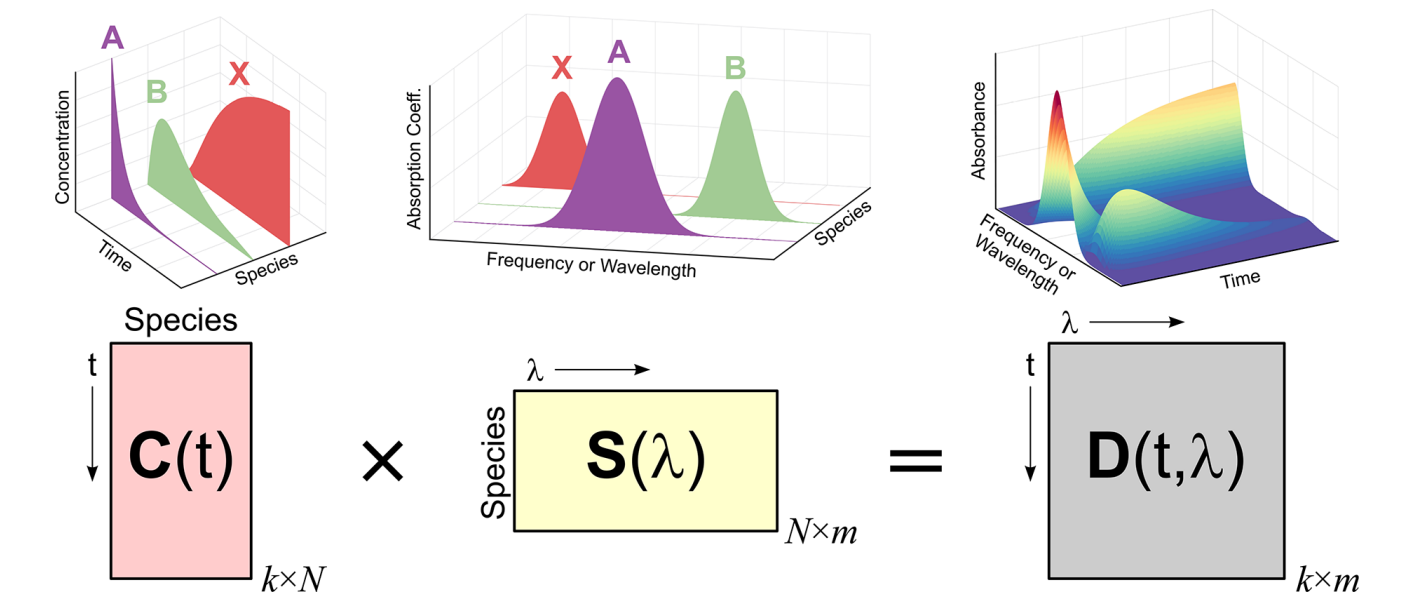 A
B
X
Concentration
Time
Species
X
A
B
Absorption Coeff.
Frequency or Wavelength
Species
Absorbance
Frequency or
Wavelength
Time
Species
t
C(t)
k×N
×
λ
Species
S(λ)
N×m
=
λ
t
D(t,λ)
k×m